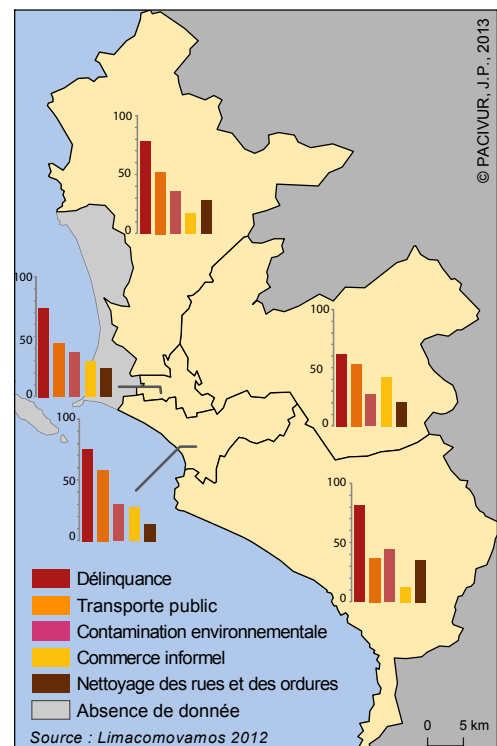 © PACIVUR, J.P., 2013
100
50
0
100
50
0
100
50
0
100
50
0
100
50
0
Délinquance
Transporte public
Contamination environnementale
Commerce informel
Nettoyage des rues et des ordures
Absence de donnée
Source : Limacomovamos 2012
0 5 km